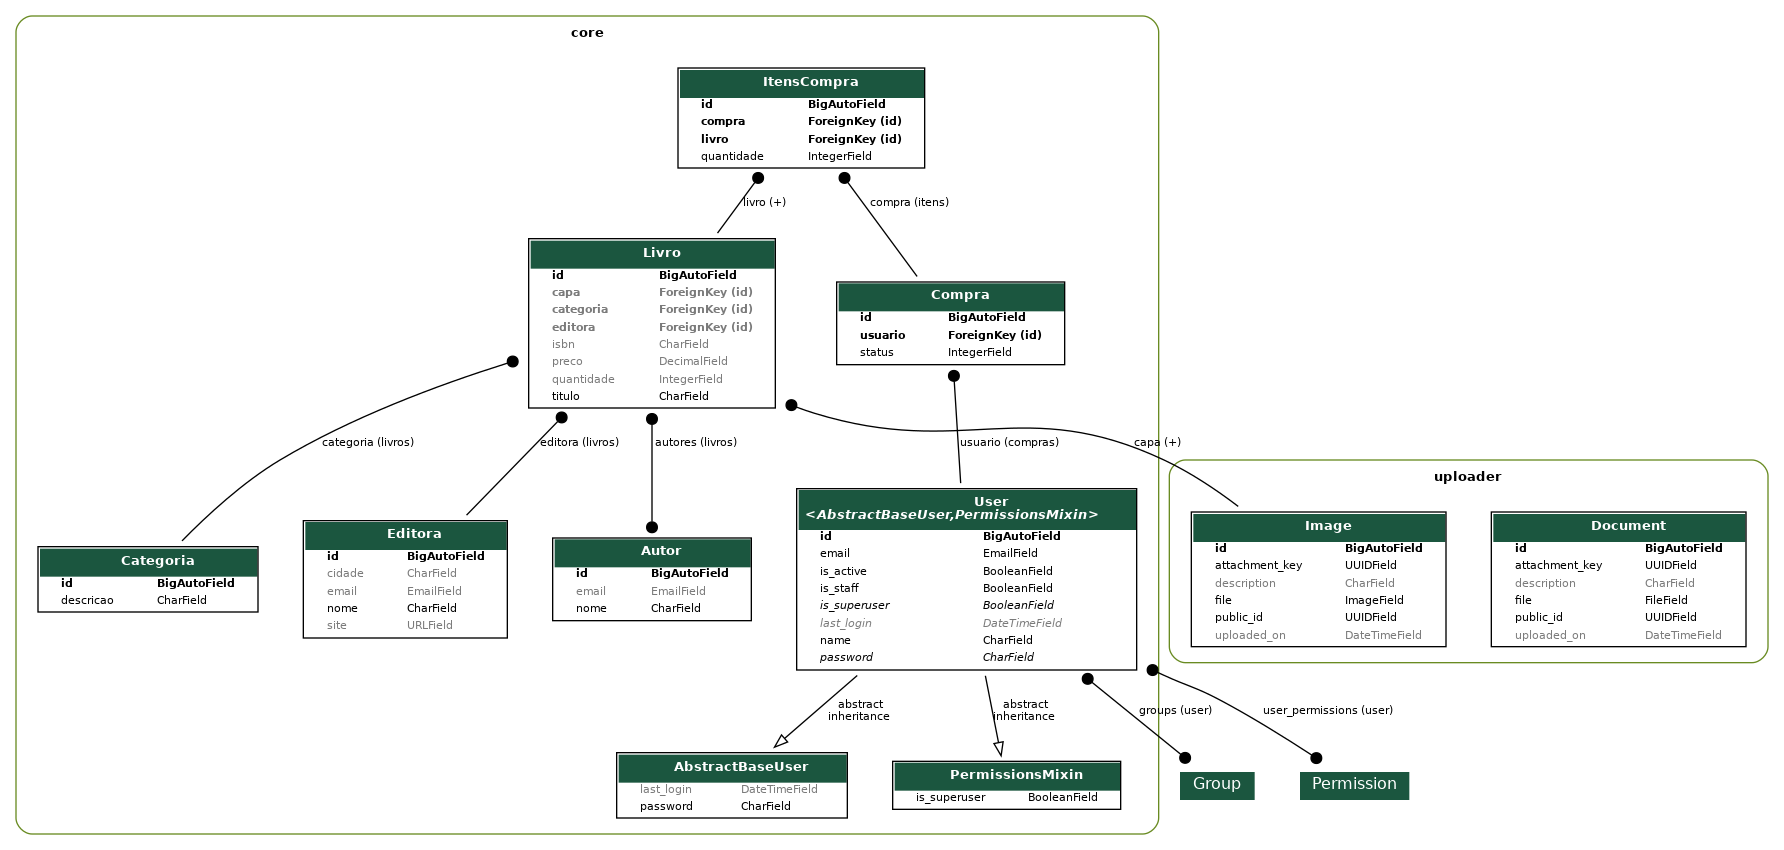 core
ItensCompra
id BigAutoField
compra ForeignKey (id)
livro ForeignKey (id)
quantidade IntegerField
livro (+)
compra (itens)
Livro
id BigAutoField
capa ForeignKey (id)
categoria ForeignKey (id)
editora ForeignKey (id)
isbn CharField
preco DecimalField
quantidade IntegerField
titulo CharField
Compra
id BigAutoField
usuario ForeignKey (id)
status IntegerField
categoria (livros)
editora (livros)
autores (livros)
usuario (compras)
capa (+)
uploader
Categoria
id BigAutoField
descricao CharField
Editora
id BigAutoField
cidade CharField
email EmailField
nome CharField
site URLField
Autor
id BigAutoField
email EmailField
nome CharField
User
<AbstractBaseUser,PermissionsMixin>
id BigAutoField
email EmailField
is_active BooleanField
is_staff BooleanField
is_superuser BooleanField
last_login DateTimeField
name CharField
password CharField
Image
id BigAutoField
attachment_key UUIDField
description CharField
file ImageField
public_id UUIDField
uploaded_on DateTimeField
Document
id BigAutoField
attachment_key UUIDField
description CharField
file FileField
public_id UUIDField
uploaded_on DateTimeField
abstract
inheritance
abstract
inheritance
groups (user)
user_permissions (user)
AbstractBaseUser
last_login DateTimeField
password CharField
PermissionsMixin
is_superuser BooleanField
Group
Permission